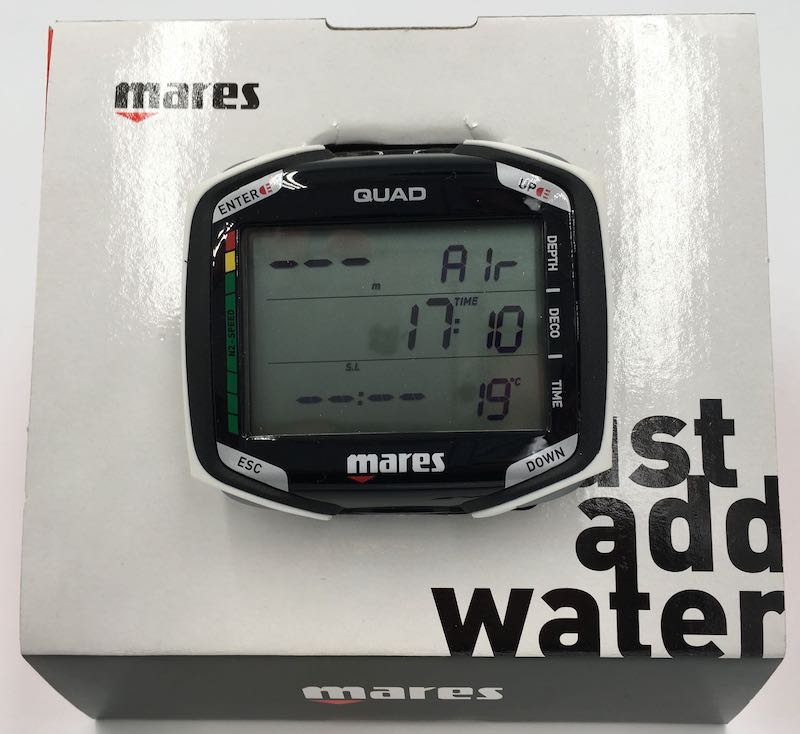 mares
QUAD
ENTER
UP
--- m Air
TIME
17:10
S.I.
--:-- 19°C
N2-SPEED
DEPTH
DECO
TIME
ESC
mares
DOWN
ust
add
water
mares